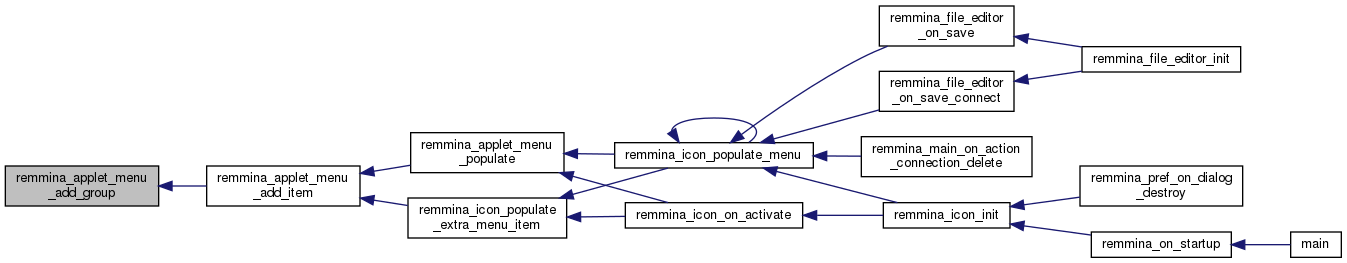 remmina_applet_menu
_add_group
remmina_applet_menu
_add_item
remmina_applet_menu
_populate
remmina_icon_populate
_extra_menu_item
remmina_icon_populate_menu
remmina_icon_on_activate
remmina_file_editor
_on_save
remmina_file_editor
_on_save_connect
remmina_main_on_action
_connection_delete
remmina_icon_init
remmina_file_editor_init
remmina_pref_on_dialog
_destroy
remmina_on_startup
main